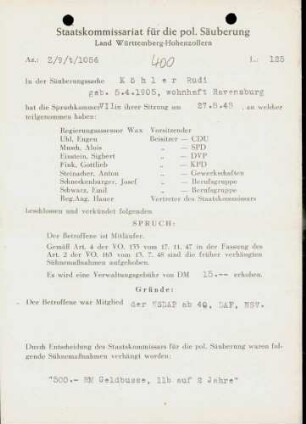 Staatskommissariat für die pol. Säuberung
Land Württemberg-Hohenzollern
Az.: Z/9/t/1056
400
L. 125
In der Säuberungssache K ö h l e r Rudi
geb. 5.4.1905, wohnhaft Ravensburg
hat die Spruchkammer VII in ihrer Sitzung vom 27.8.48, an welcher
teilgenommen haben:
Regierungsassessor Wax Vorsitzender
Uhl, Eugen Beisitzer — CDU
Musch, Alois » — SPD
Einstein, Sigbert » — DVP
Fink, Gottlieb » — KPD
Steinacher, Anton » — Gewerkschaften
Schneckenburger, Josef » — Berufsgruppe
Schwarz, Emil » — Berufsgruppe
Reg.Ang. Hauer Vertreter des Staatskommissars
beschlossen und verkündet folgenden
SPRUCH:
Der Betroffene ist Mitläufer.
Gemäß Art. 4 der VO. 133 vom 17. 11. 47 in der Fassung des
Art. 2 der VO. 163 vom 13. 7. 48 sind die früher verhängten
Sühnemaßnahmen abgegolten.
Es wird eine Verwaltungsgebühr von DM 15.-- erhoben.
Gründe:
Der Betroffene war Mitglied der NSDAP ab 40, DAF, NSV.
Durch Entscheidung des Staatskommissars für die pol. Säuberung waren fol-
gende Sühnemaßnahmen verhängt worden:
"500.- RM Geldbusse, IIb auf 2 Jahre"